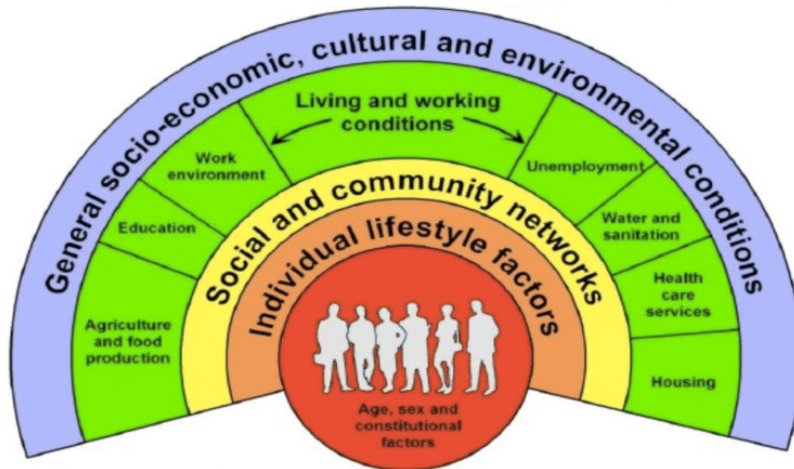 General socio-economic, cultural and environmental conditions
Living and working
conditions
Work
environment
Unemployment
Education
Water and
sanitation
Agriculture
and food
production
Health
care
services
Housing
Social and community networks
Individual lifestyle factors
Age, sex and
constitutional
factors